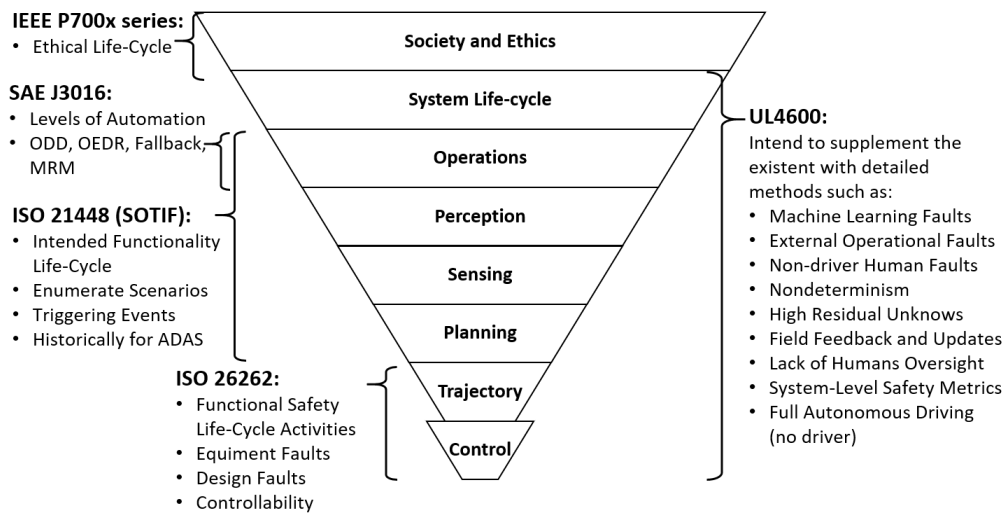 IEEE P700x series:
• Ethical Life-Cycle
SAE J3016:
• Levels of Automation
• ODD, OEDR, Fallback,
MRM
ISO 21448 (SOTIF):
• Intended Functionality
Life-Cycle
• Enumerate Scenarios
• Triggering Events
• Historically for ADAS
ISO 26262:
• Functional Safety
Life-Cycle Activities
• Equiment Faults
• Design Faults
• Controllability
Society and Ethics
System Life-cycle
Operations
Perception
Sensing
Planning
Trajectory
Control
UL4600:
Intend to supplement the
existent with detailed
methods such as:
• Machine Learning Faults
• External Operational Faults
• Non-driver Human Faults
• Nondeterminism
• High Residual Unknows
• Field Feedback and Updates
• Lack of Humans Oversight
• System-Level Safety Metrics
• Full Autonomous Driving
(no driver)